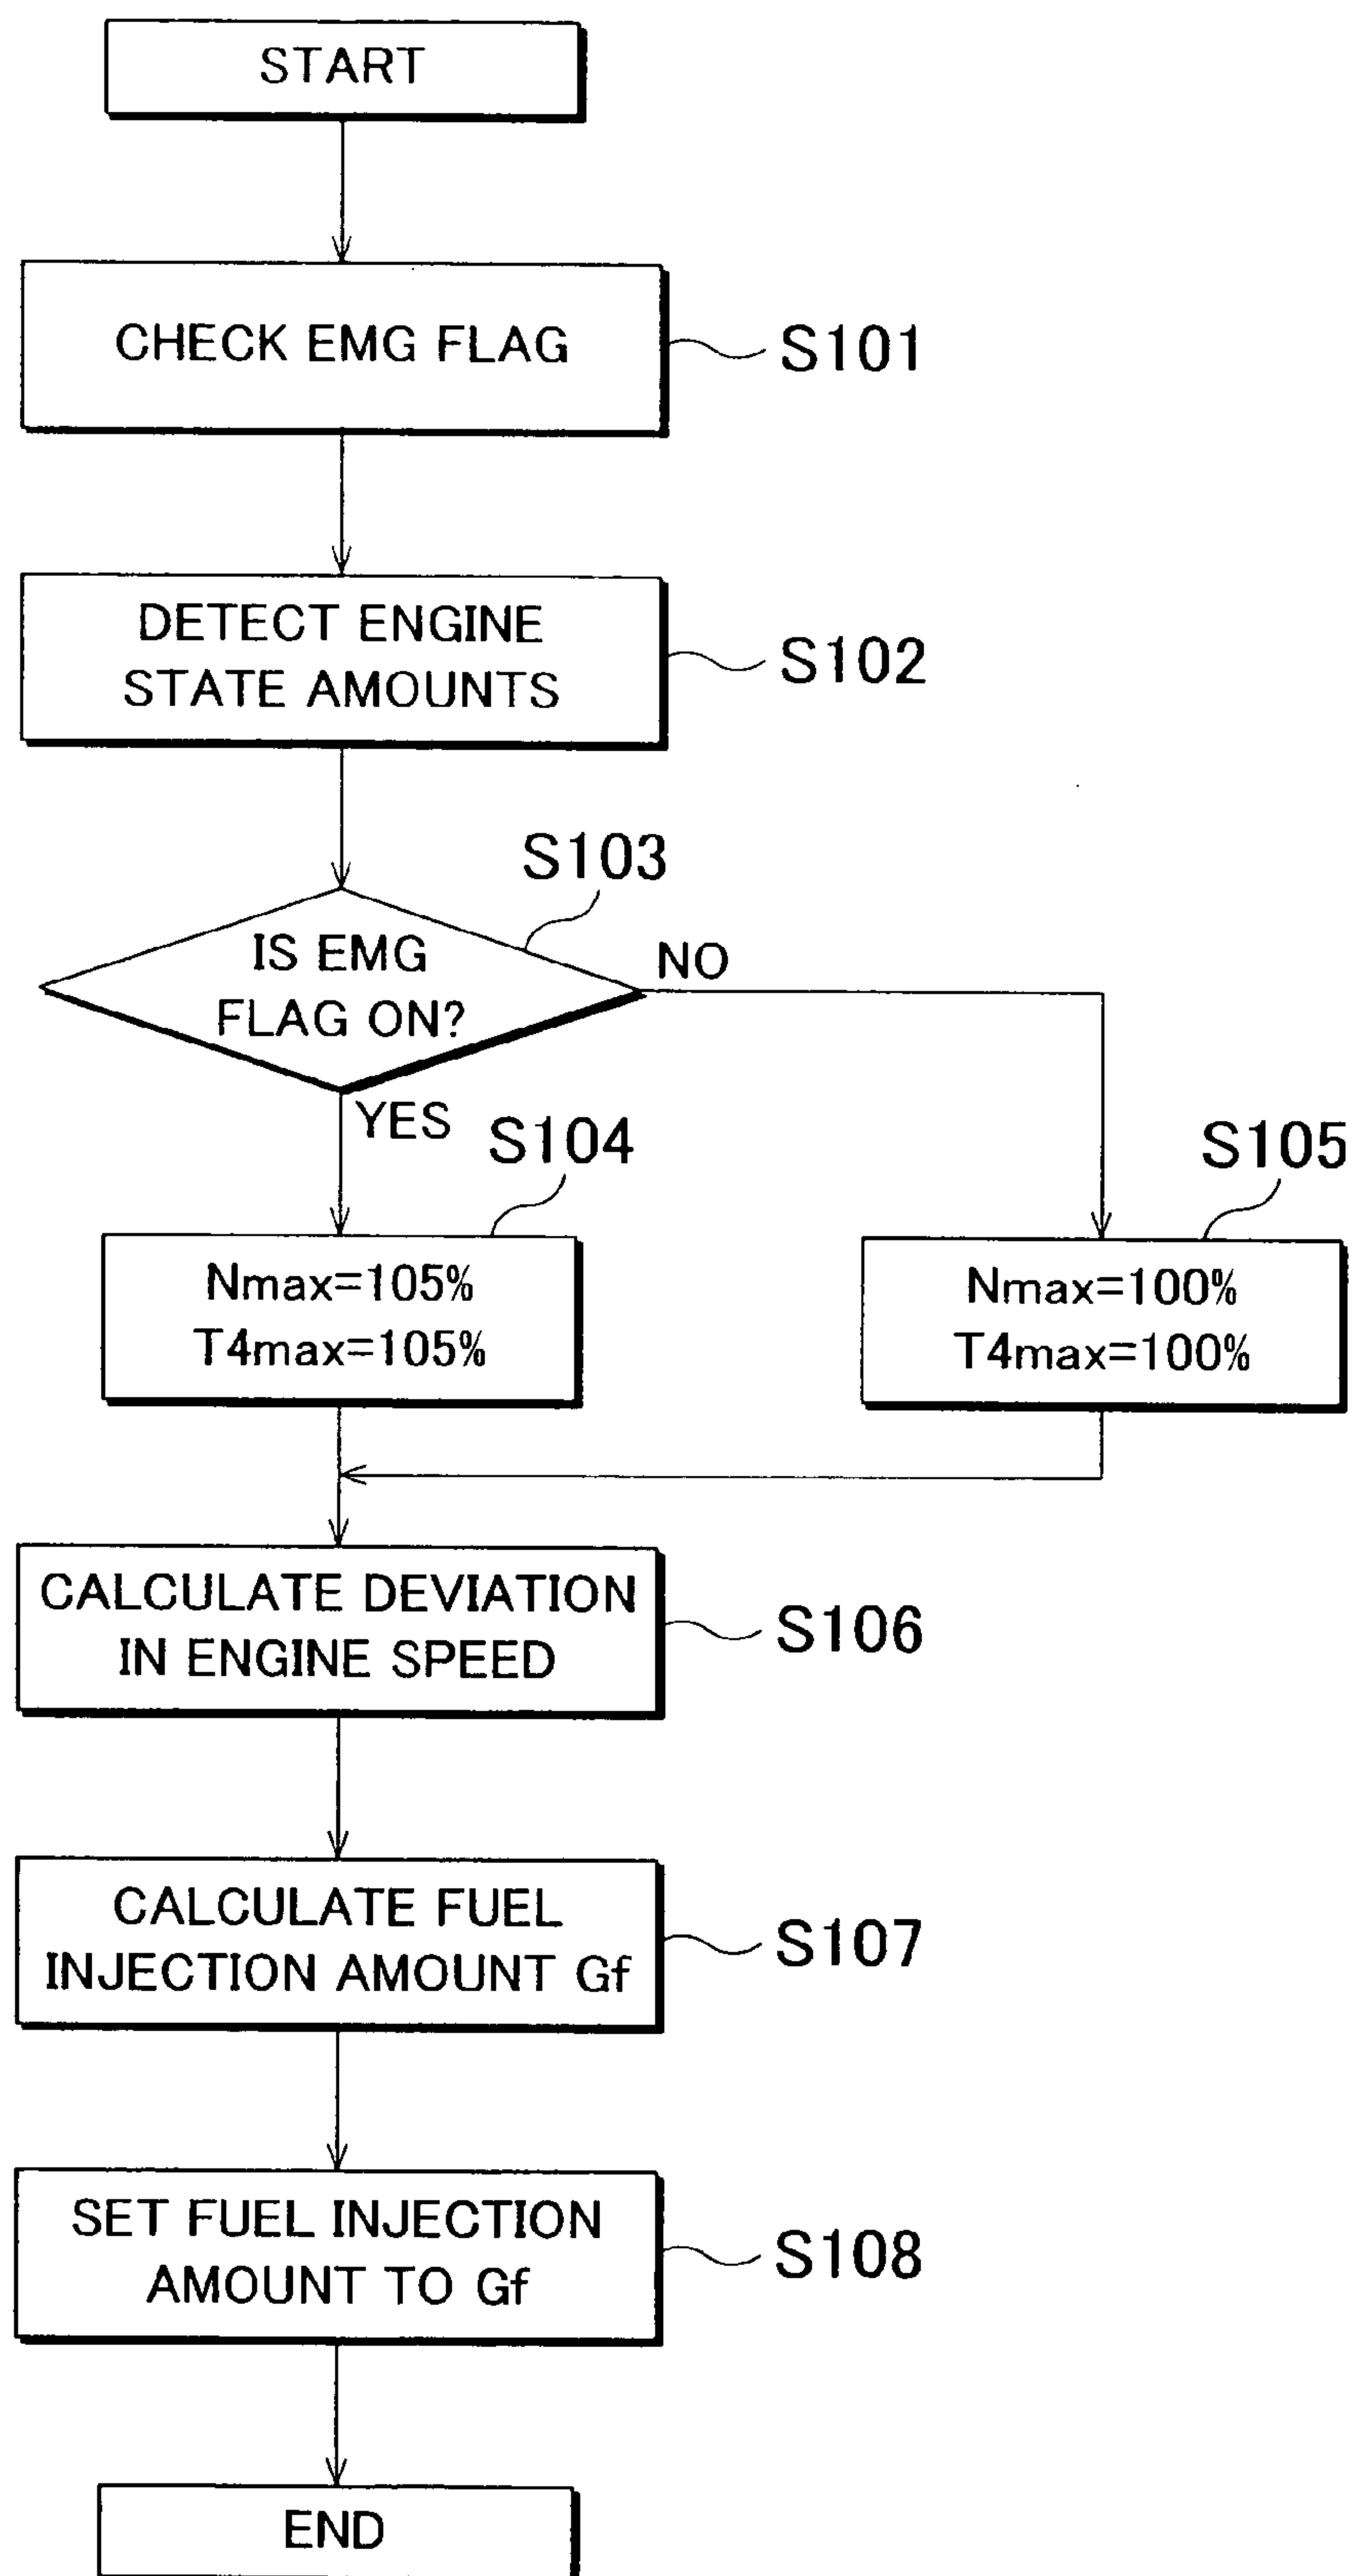 START
CHECK EMG FLAG
S101
DETECT ENGINE
STATE AMOUNTS
S102
S103
IS EMG
FLAG ON?
NO
YES
S104
S105
Nmax=105%
T4max=105%
Nmax=100%
T4max=100%
CALCULATE DEVIATION
IN ENGINE SPEED
S106
CALCULATE FUEL
INJECTION AMOUNT Gf
S107
SET FUEL INJECTION
AMOUNT TO Gf
S108
END